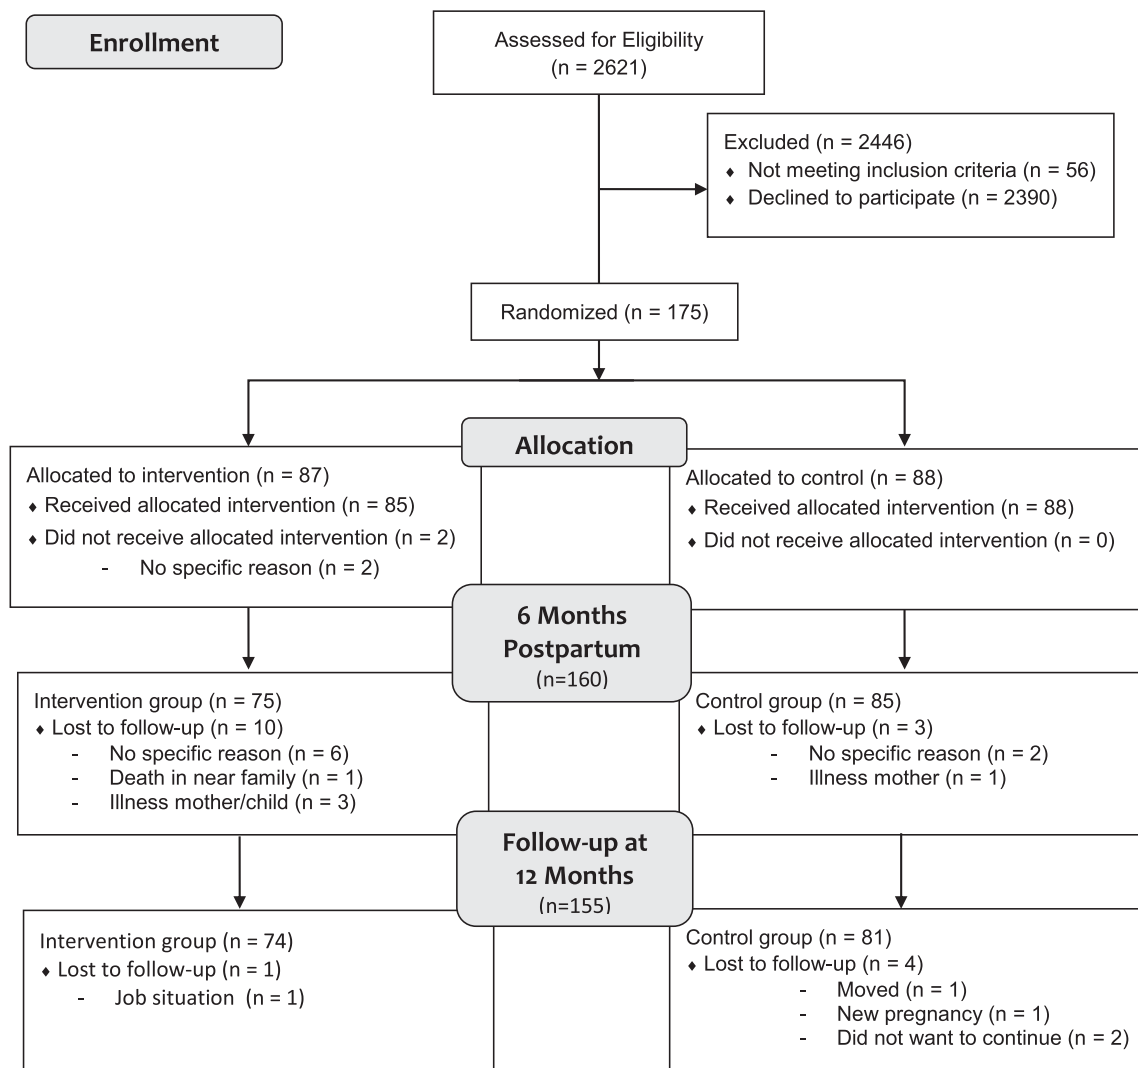 Enrollment
Assessed for Eligibility
(n = 2621)
Excluded (n = 2446)
♦ Not meeting inclusion criteria (n = 56)
♦ Declined to participate (n = 2390)
Randomized (n = 175)
Allocation
Allocated to intervention (n = 87)
♦ Received allocated intervention (n = 85)
♦ Did not receive allocated intervention (n = 2)
- No specific reason (n = 2)
Allocated to control (n = 88)
♦ Received allocated intervention (n = 88)
♦ Did not receive allocated intervention (n = 0)
6 Months
Postpartum
(n=160)
Intervention group (n = 75)
♦ Lost to follow-up (n = 10)
- No specific reason (n = 6)
- Death in near family (n = 1)
- Illness mother/child (n = 3)
Control group (n = 85)
♦ Lost to follow-up (n = 3)
- No specific reason (n = 2)
- Illness mother (n = 1)
Follow-up at
12 Months
(n=155)
Intervention group (n = 74)
♦ Lost to follow-up (n = 1)
- Job situation (n = 1)
Control group (n = 81)
♦ Lost to follow-up (n = 4)
- Moved (n = 1)
- New pregnancy (n = 1)
- Did not want to continue (n = 2)